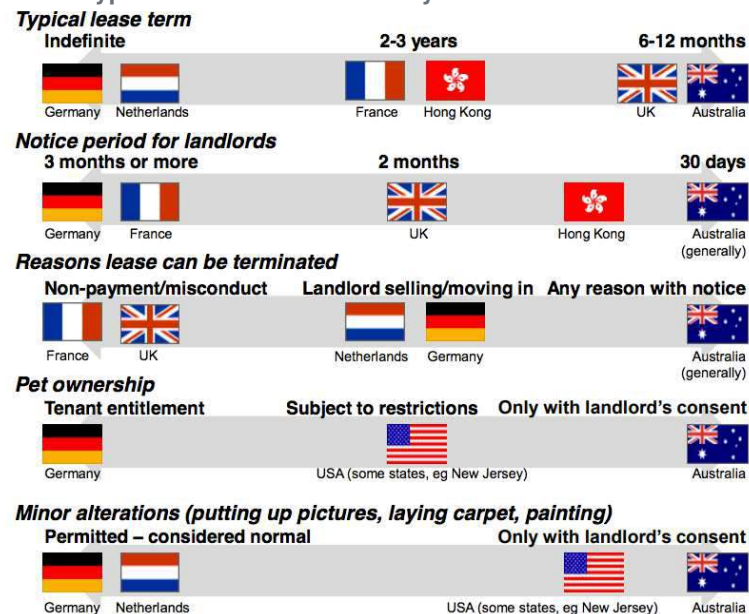 Typical lease term
Indefinite 2-3 years 6-12 months
Germany Netherlands France Hong Kong UK Australia
Notice period for landlords
3 months or more 2 months 30 days
Germany France UK Hong Kong Australia
(generally)
Reasons lease can be terminated
Non-payment/misconduct Landlord selling/moving in Any reason with notice
France UK Netherlands Germany Australia
(generally)
Pet ownership
Tenant entitlement Subject to restrictions Only with landlord's consent
Germany USA (some states, eg New Jersey) Australia
Minor alterations (putting up pictures, laying carpet, painting)
Permitted – considered normal Only with landlord's consent
Germany Netherlands USA (some states, eg New Jersey) Australia